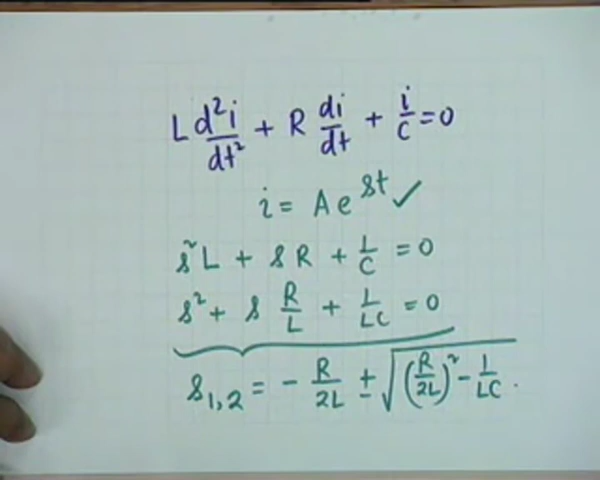 L d²i/dt² + R di/dt + i/C = 0
i = A e^st ✓
s²L + sR + 1/C = 0
s² + s R/L + 1/LC = 0
s₁,₂ = - R/2L ± √((R/2L)² - 1/LC) .